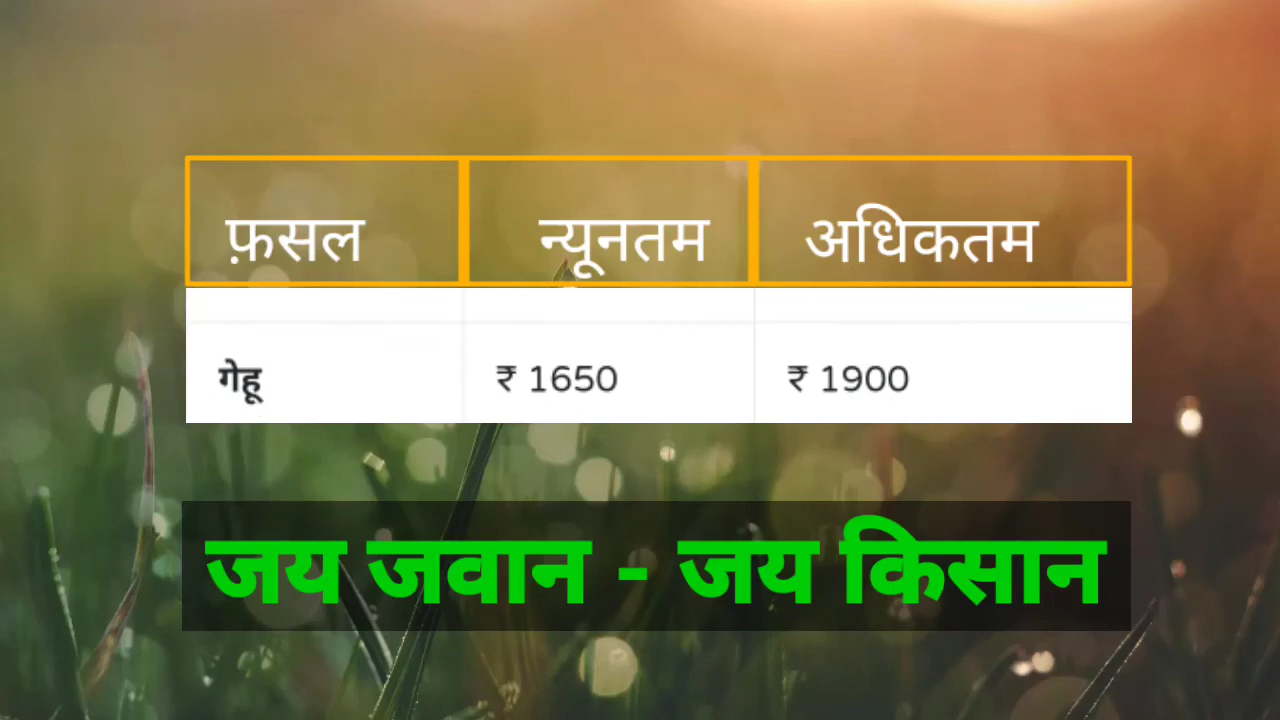 फ़सल न्यूनतम अधिकतम
गेहू ₹ 1650 ₹ 1900
जय जवान - जय किसान